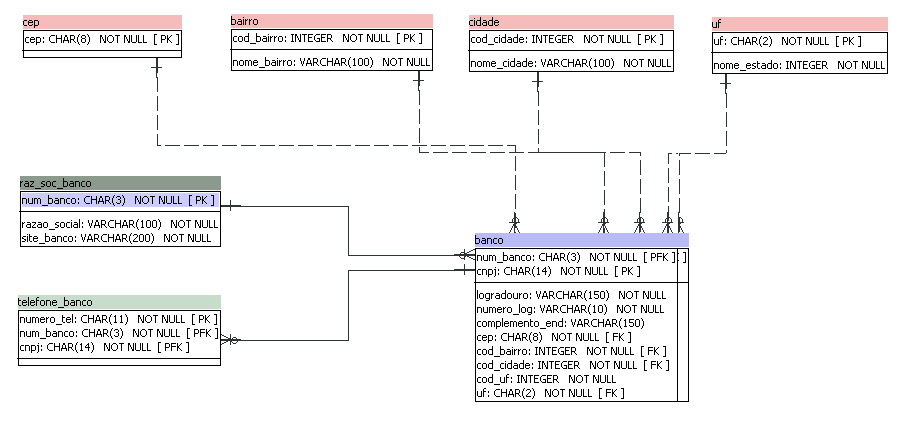 cep
cep: CHAR(8) NOT NULL [ PK ]
bairro
cod_bairro: INTEGER NOT NULL [ PK ]
nome_bairro: VARCHAR(100) NOT NULL
cidade
cod_cidade: INTEGER NOT NULL [ PK ]
nome_cidade: VARCHAR(100) NOT NULL
uf
uf: CHAR(2) NOT NULL [ PK ]
nome_estado: INTEGER NOT NULL
raz_soc_banco
num_banco: CHAR(3) NOT NULL [ PK ]
razao_social: VARCHAR(100) NOT NULL
site_banco: VARCHAR(200) NOT NULL
banco
num_banco: CHAR(3) NOT NULL [ PFK ] ]
cnpj: CHAR(14) NOT NULL [ PK ]
logradouro: VARCHAR(150) NOT NULL
numero_log: VARCHAR(10) NOT NULL
complemento_end: VARCHAR(150)
cep: CHAR(8) NOT NULL [ FK ]
cod_bairro: INTEGER NOT NULL [ FK ]
cod_cidade: INTEGER NOT NULL [ FK ]
cod_uf: INTEGER NOT NULL
uf: CHAR(2) NOT NULL [ FK ]
telefone_banco
numero_tel: CHAR(11) NOT NULL [ PK ]
num_banco: CHAR(3) NOT NULL [ PFK ]
cnpj: CHAR(14) NOT NULL [ PFK ]